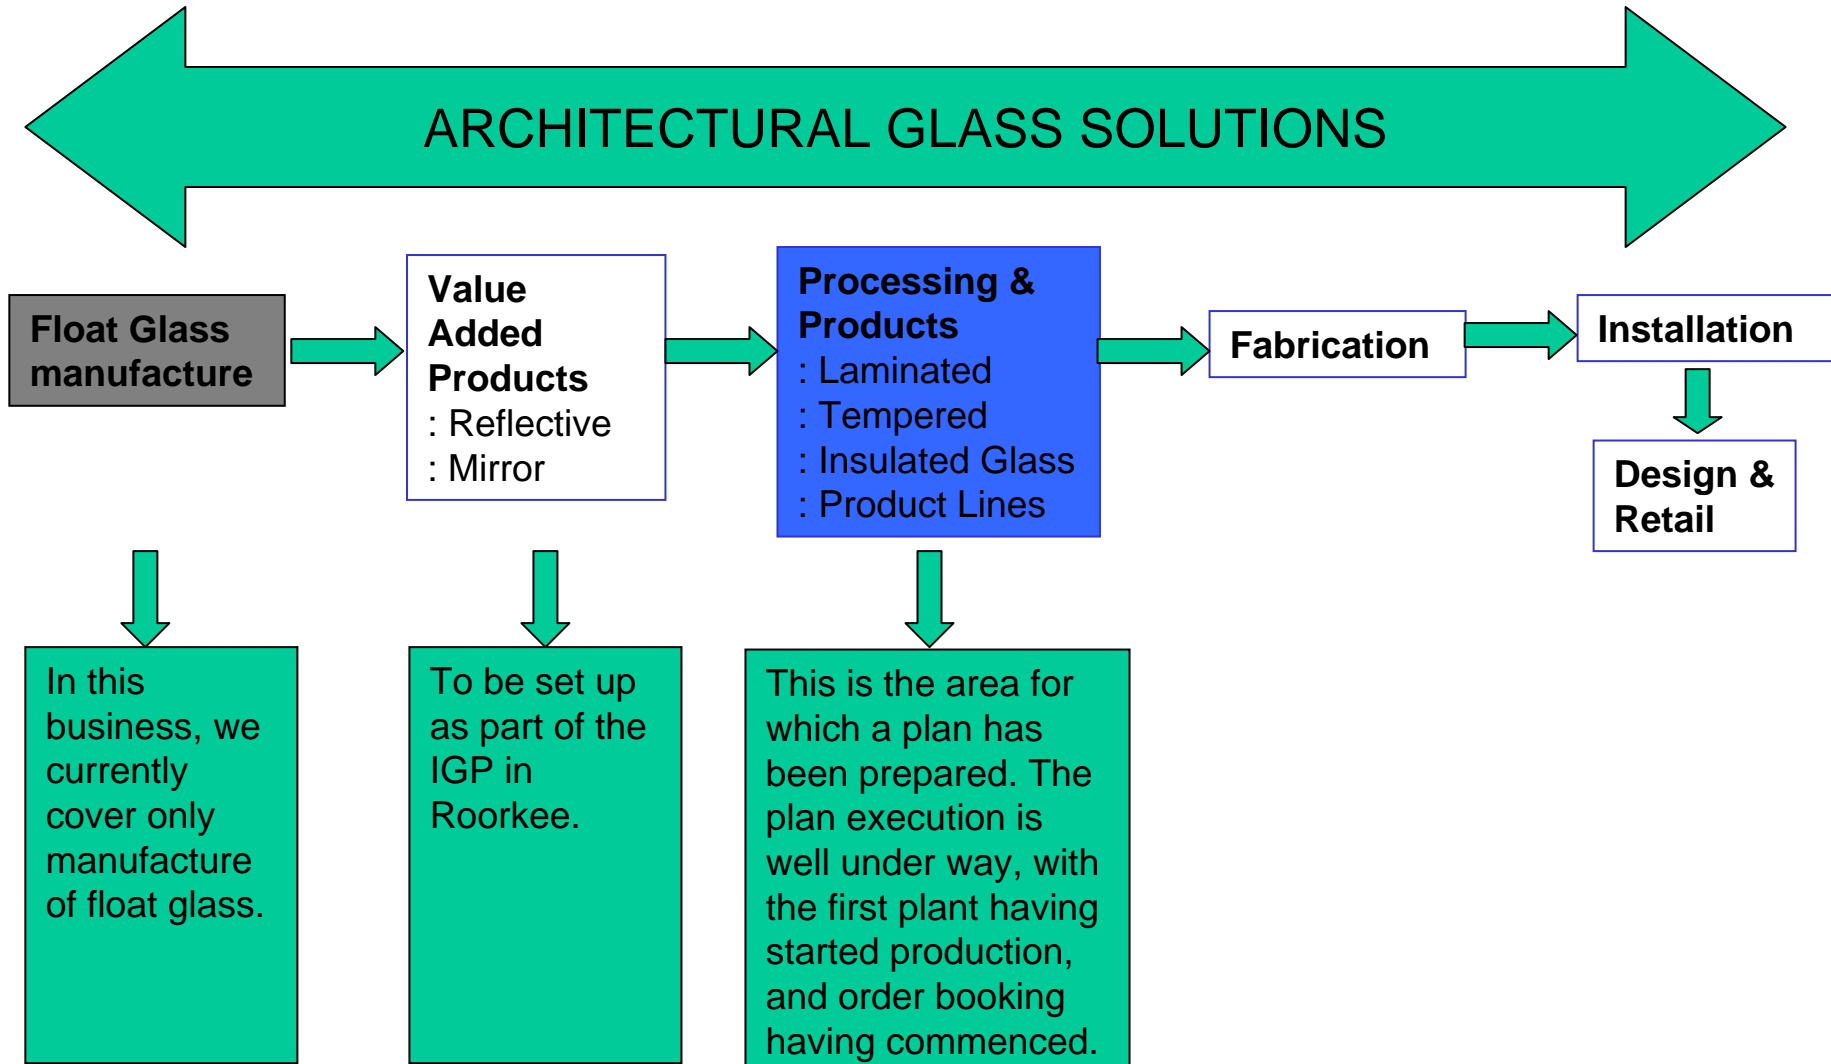 ARCHITECTURAL GLASS SOLUTIONS
Float Glass
manufacture
Value
Added
Products
: Reflective
: Mirror
Processing &
Products
: Laminated
: Tempered
: Insulated Glass
: Product Lines
Fabrication
Installation
Design &
Retail
In this
business, we
currently
cover only
manufacture
of float glass.
To be set up
as part of the
IGP in
Roorkee.
This is the area for
which a plan has
been prepared. The
plan execution is
well under way, with
the first plant having
started production,
and order booking
having commenced.